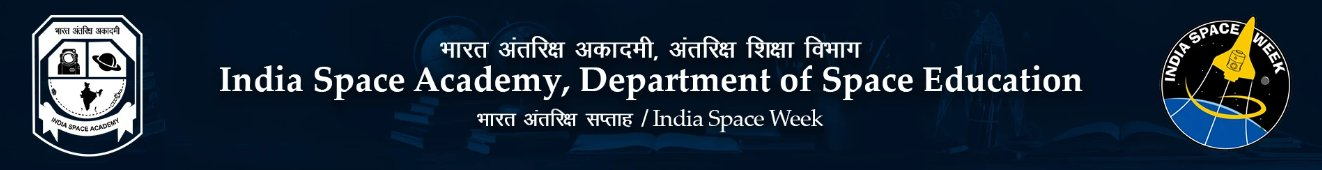 भारत अंतरिक्ष अकादमी
INDIA SPACE ACADEMY
भारत अंतरिक्ष अकादमी, अंतरिक्ष शिक्षा विभाग
India Space Academy, Department of Space Education
भारत अंतरिक्ष सप्ताह / India Space Week
INDIA SPACE WEEK